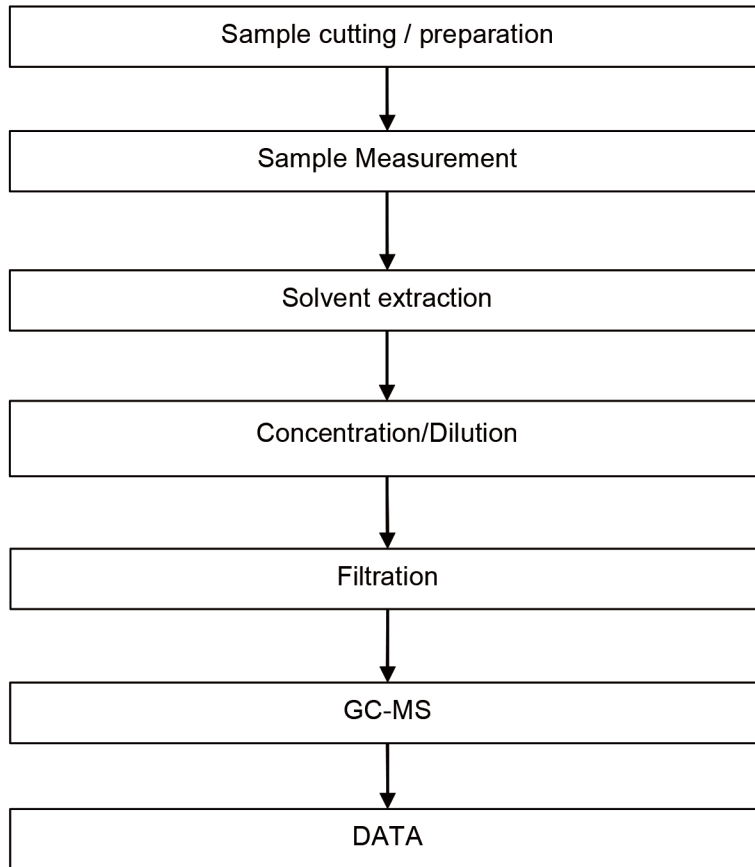 Sample cutting / preparation
Sample Measurement
Solvent extraction
Concentration/Dilution
Filtration
GC-MS
DATA